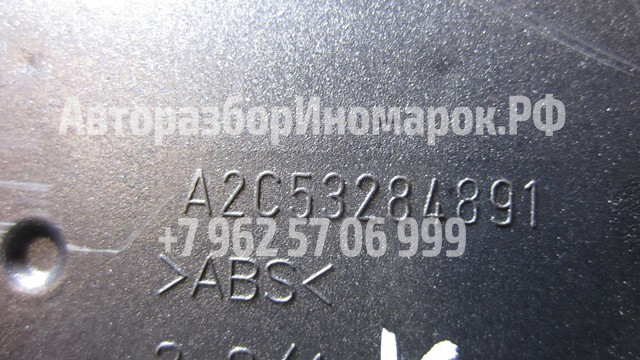 АвторазборИномарок.РФ
A2C53284891
+7 962 57 06 999
>ABS<